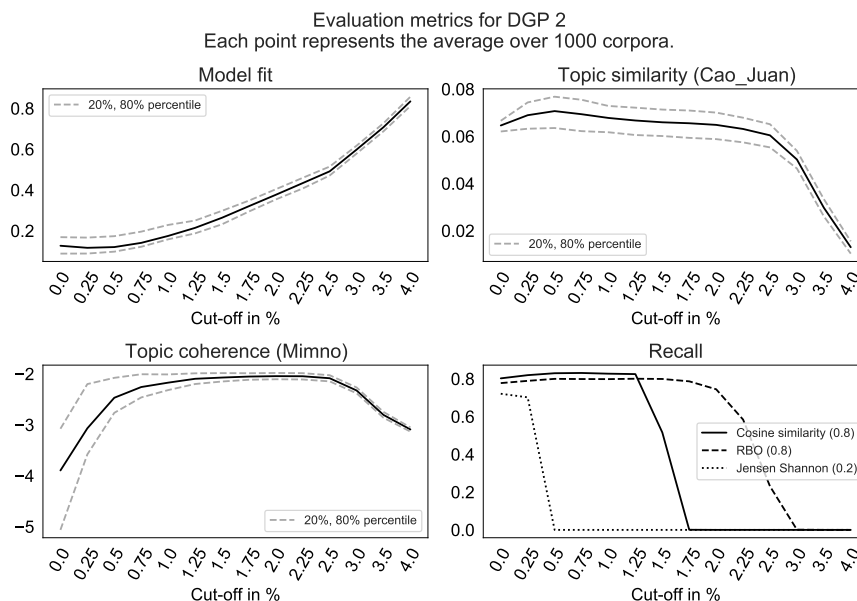 Evaluation metrics for DGP 2
Each point represents the average over 1000 corpora.
Model fit
20%, 80% percentile
0.8
0.6
0.4
0.2
0.0 0.25 0.5 0.75 1.0 1.25 1.5 1.75 2.0 2.25 2.5 3.0 3.5 4.0
Cut-off in %
Topic similarity (Cao_Juan)
0.08
0.06
0.04
0.02
20%, 80% percentile
0.0 0.25 0.5 0.75 1.0 1.25 1.5 1.75 2.0 2.25 2.5 3.0 3.5 4.0
Cut-off in %
Topic coherence (Mimno)
−2
−3
−4
−5
20%, 80% percentile
0.0 0.25 0.5 0.75 1.0 1.25 1.5 1.75 2.0 2.25 2.5 3.0 3.5 4.0
Cut-off in %
Recall
0.8
0.6
0.4
0.2
0.0
Cosine similarity (0.8)
RBO (0.8)
Jensen Shannon (0.2)
0.0 0.25 0.5 0.75 1.0 1.25 1.5 1.75 2.0 2.25 2.5 3.0 3.5 4.0
Cut-off in %